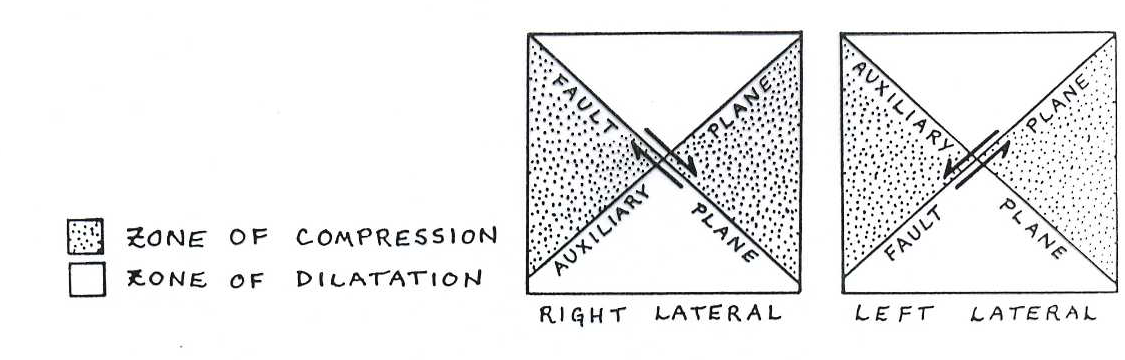 FAULT PLANE
AUXILIARY PLANE
RIGHT LATERAL
AUXILIARY PLANE
FAULT PLANE
LEFT LATERAL
ZONE OF COMPRESSION
ZONE OF DILATATION